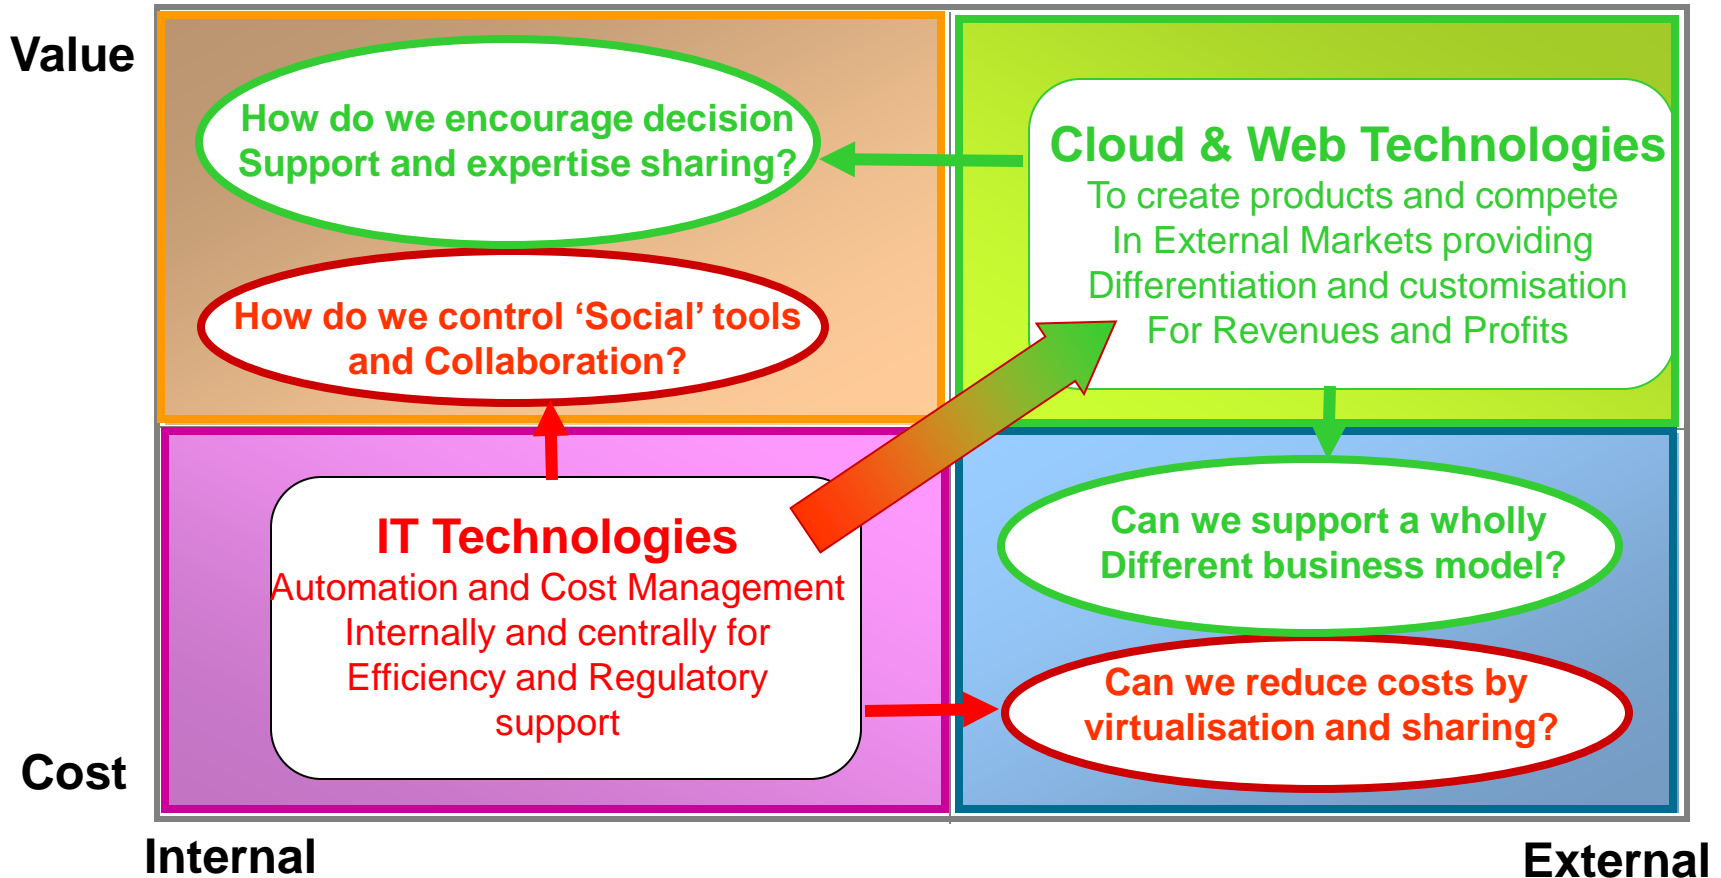 Value
How do we encourage decision
Support and expertise sharing?
Cloud & Web Technologies
To create products and compete
In External Markets providing
Differentiation and customisation
For Revenues and Profits
How do we control ‘Social’ tools
and Collaboration?
IT Technologies
Automation and Cost Management
Internally and centrally for
Efficiency and Regulatory
support
Can we support a wholly
Different business model?
Can we reduce costs by
virtualisation and sharing?
Cost
Internal
External